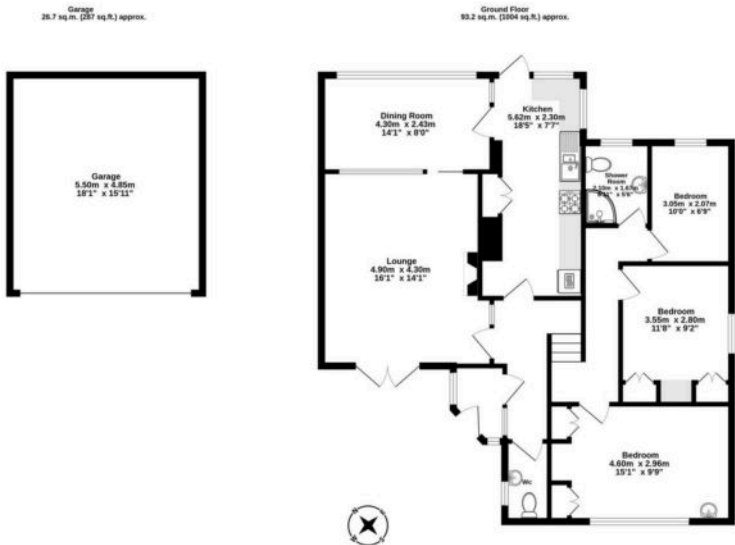 Garage
26.7 sq.m. (287 sq.ft.) approx.
Ground Floor
93.2 sq.m. (1004 sq.ft.) approx.
Garage
5.50m x 4.85m
18'1" x 15'11"
Dining Room
4.30m x 2.43m
14'1" x 8'0"
Kitchen
5.62m x 2.30m
18'5" x 7'7"
Shower
Room
2.10m x 1.67m
Bedroom
3.05m x 2.07m
10'0" x 6'9"
Lounge
4.90m x 4.30m
16'1" x 14'1"
Bedroom
3.55m x 2.80m
11'8" x 9'2"
Bedroom
4.60m x 2.96m
15'1" x 9'9"
Wc